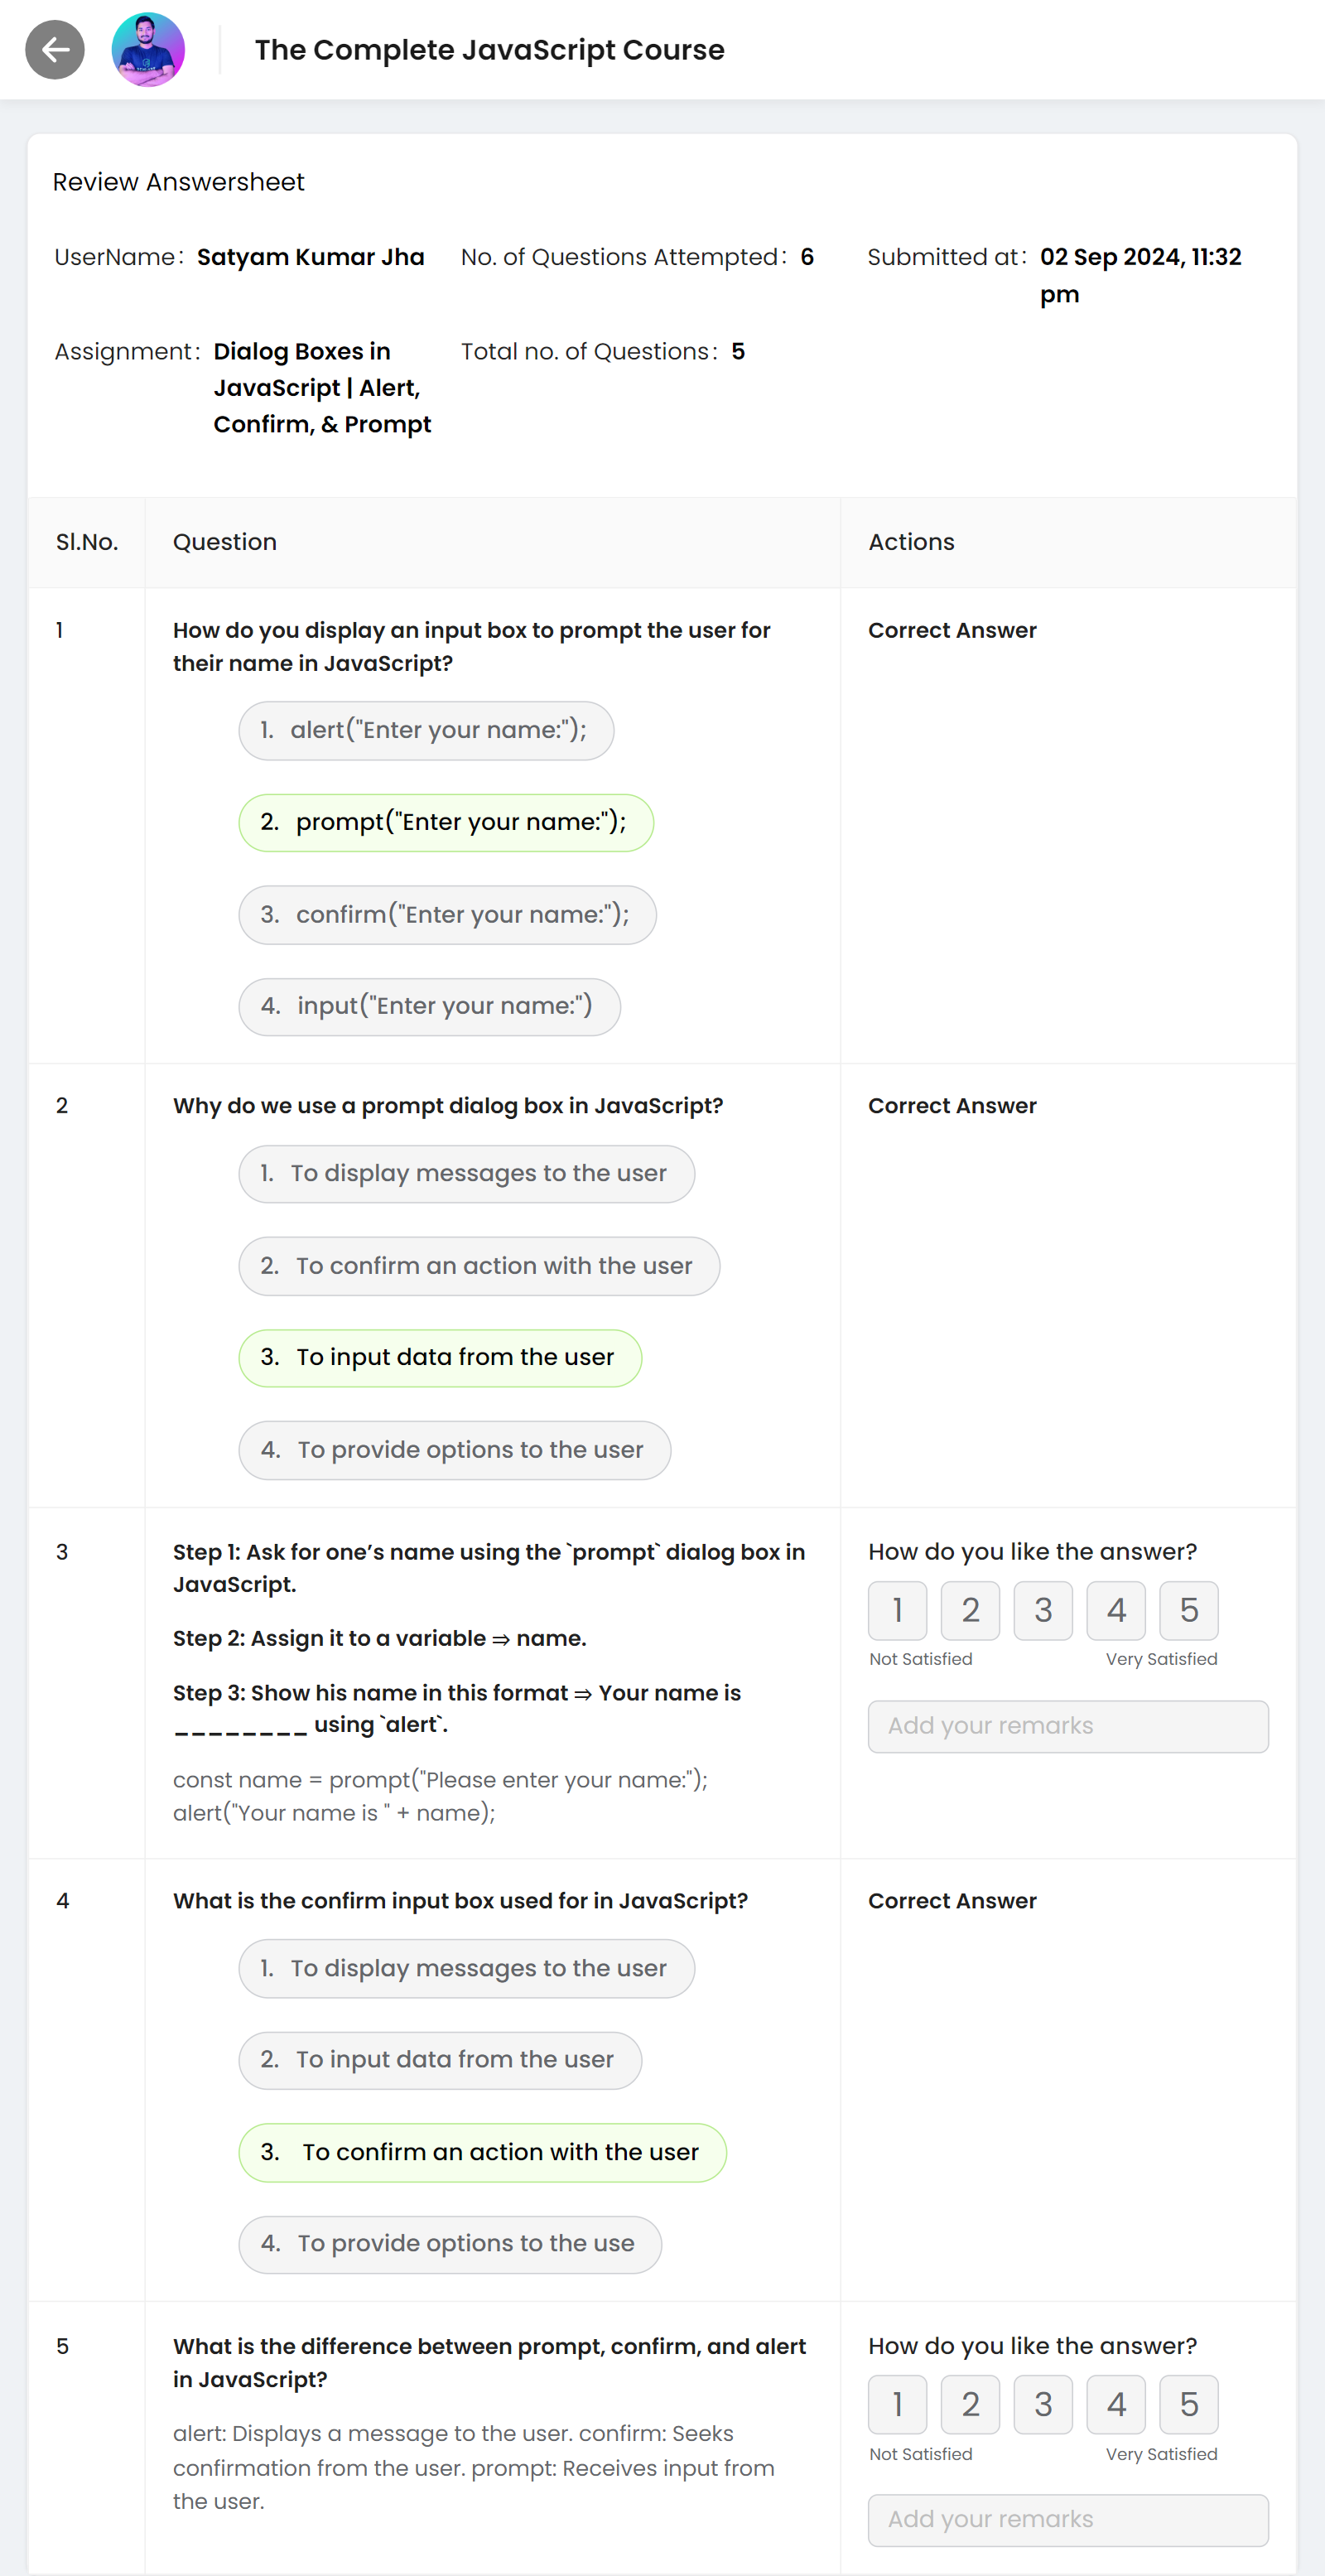 The Complete JavaScript Course
Review Answersheet
UserName: Satyam Kumar Jha
No. of Questions Attempted: 6
Submitted at: 02 Sep 2024, 11:32
pm
Assignment: Dialog Boxes in
JavaScript | Alert,
Confirm, & Prompt
Total no. of Questions: 5
Sl.No.
Question
Actions
1
How do you display an input box to prompt the user for
their name in JavaScript?
1. alert("Enter your name:");
2. prompt("Enter your name:");
3. confirm("Enter your name:");
4. input("Enter your name:")
Correct Answer
2
Why do we use a prompt dialog box in JavaScript?
1. To display messages to the user
2. To confirm an action with the user
3. To input data from the user
4. To provide options to the user
Correct Answer
3
Step 1: Ask for one’s name using the `prompt` dialog box in
JavaScript.
Step 2: Assign it to a variable ⇒ name.
Step 3: Show his name in this format ⇒ Your name is
________ using `alert`.
const name = prompt("Please enter your name:");
alert("Your name is " + name);
How do you like the answer?
1 2 3 4 5
Not Satisfied Very Satisfied
Add your remarks
4
What is the confirm input box used for in JavaScript?
1. To display messages to the user
2. To input data from the user
3. To confirm an action with the user
4. To provide options to the use
Correct Answer
5
What is the difference between prompt, confirm, and alert
in JavaScript?
alert: Displays a message to the user. confirm: Seeks
confirmation from the user. prompt: Receives input from
the user.
How do you like the answer?
1 2 3 4 5
Not Satisfied Very Satisfied
Add your remarks